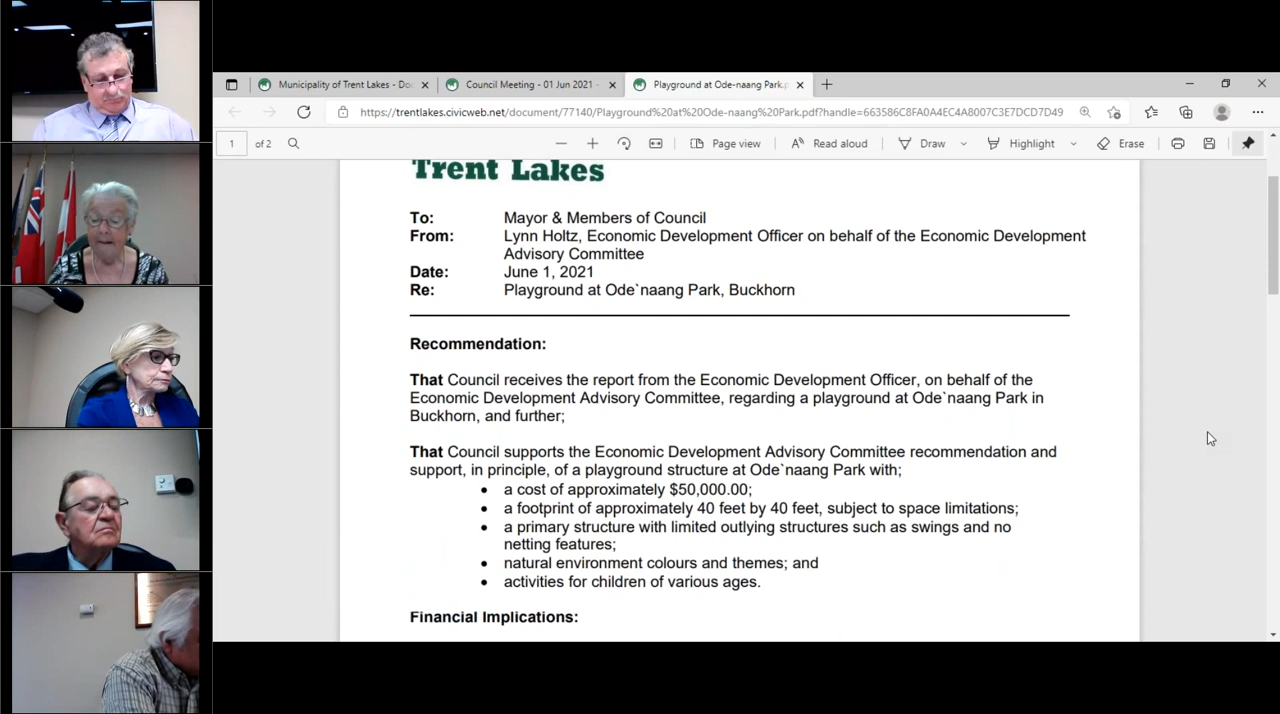 Municipality of Trent Lakes - Doc
Council Meeting - 01 Jun 2021 -
Playground at Ode-naang Park.p
https://trentlakes.civicweb.net/document/77140/Playground%20at%20Ode-naang%20Park.pdf?handle=663586C8FA0A4EC4A8007C3E7DCD7D49
1 of 2
Page view
Read aloud
Draw
Highlight
Erase
Trent Lakes
To: Mayor & Members of Council
From: Lynn Holtz, Economic Development Officer on behalf of the Economic Development
Advisory Committee
Date: June 1, 2021
Re: Playground at Ode`naang Park, Buckhorn
Recommendation:
That Council receives the report from the Economic Development Officer, on behalf of the
Economic Development Advisory Committee, regarding a playground at Ode`naang Park in
Buckhorn, and further;
That Council supports the Economic Development Advisory Committee recommendation and
support, in principle, of a playground structure at Ode`naang Park with;
• a cost of approximately $50,000.00;
• a footprint of approximately 40 feet by 40 feet, subject to space limitations;
• a primary structure with limited outlying structures such as swings and no
netting features;
• natural environment colours and themes; and
• activities for children of various ages.
Financial Implications: